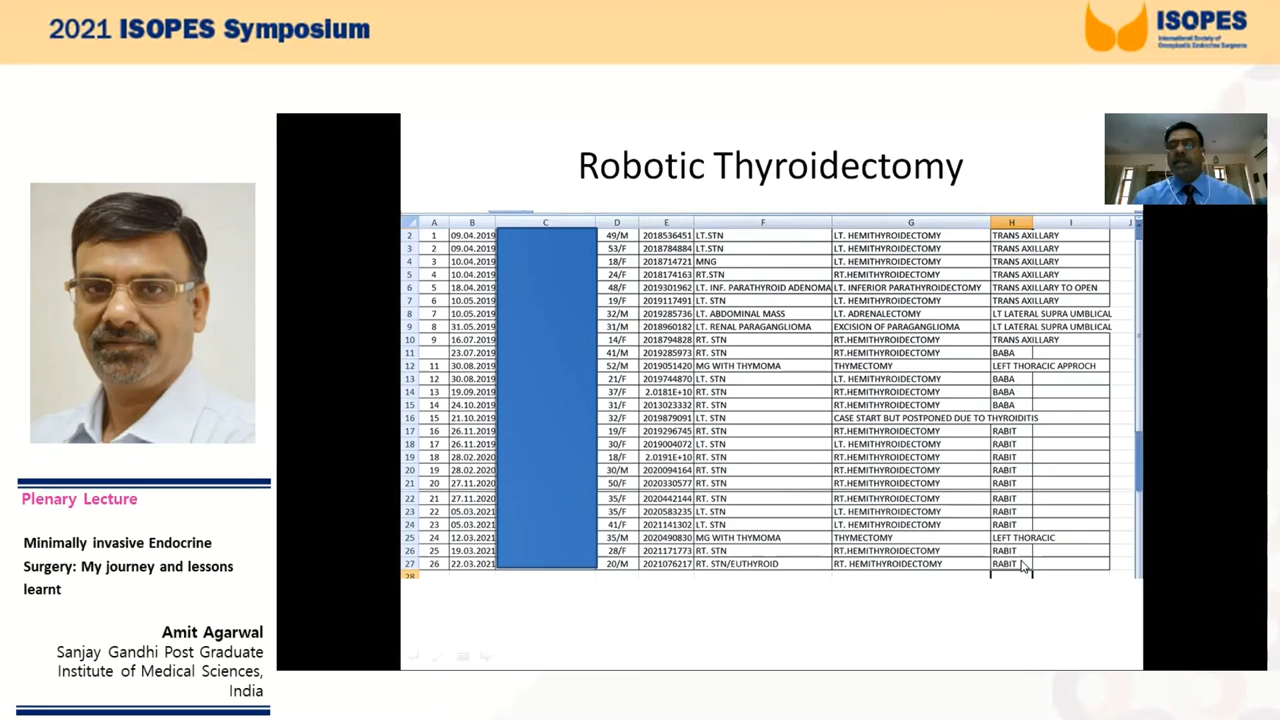 2021 ISOPES Symposium
ISOPES
International Society of
Oncoplastic Endocrine Surgeons
Robotic Thyroidectomy
A B C D E F G H I J
2 1 09.04.2019 49/M 2018536451 LT.STN LT. HEMITHYROIDECTOMY TRANS AXILLARY
3 2 09.04.2019 53/F 2018784884 LT. STN LT. HEMITHYROIDECTOMY TRANS AXILLARY
4 3 10.04.2019 18/F 2018714721 MNG LT. HEMITHYROIDECTOMY TRANS AXILLARY
5 4 10.04.2019 24/F 2018174163 RT.STN RT.HEMITHYROIDECTOMY TRANS AXILLARY
6 5 18.04.2019 48/F 2019301962 LT. INF. PARATHYROID ADENOMA LT. INFERIOR PARATHYROIDECTOMY TRANS AXILLARY TO OPEN
7 6 10.05.2019 19/F 2019117491 LT. STN LT. HEMITHYROIDECTOMY TRANS AXILLARY
8 7 10.05.2019 32/M 2019285736 LT. ABDOMINAL MASS LT. ADRENALECTOMY LT LATERAL SUPRA UMBLICAL
9 8 31.05.2019 31/M 2018960182 LT. RENAL PARAGANGLIOMA EXCISION OF PARAGANGLIOMA LT LATERAL SUPRA UMBILICAL
10 9 16.07.2019 14/F 2018794828 RT. STN RT.HEMITHYROIDECTOMY TRANS AXILLARY
11 23.07.2019 41/M 2019285973 RT. STN RT.HEMITHYROIDECTOMY BABA
12 11 30.08.2019 52/M 2019051420 MG WITH THYMOMA THYMECTOMY LEFT THORACIC APPROCH
13 12 30.08.2019 21/F 2019744870 LT. STN LT. HEMITHYROIDECTOMY BABA
14 13 19.09.2019 37/F 2.0181E+10 RT. STN RT.HEMITHYROIDECTOMY BABA
15 14 24.10.2019 31/F 2013023332 RT. STN RT.HEMITHYROIDECTOMY BABA
16 15 21.10.2019 32/F 2019879091 LT. STN CASE START BUT POSTPONED DUE TO THYROIDITIS
17 16 26.11.2019 19/F 2019296745 RT. STN RT.HEMITHYROIDECTOMY RABIT
18 17 26.11.2019 30/F 2019004072 LT. STN LT. HEMITHYROIDECTOMY RABIT
19 18 28.02.2020 18/F 2.0191E+10 RT. STN RT.HEMITHYROIDECTOMY RABIT
20 19 28.02.2020 30/M 2020094164 RT. STN RT.HEMITHYROIDECTOMY RABIT
21 20 27.11.2020 50/F 2020330577 RT. STN RT.HEMITHYROIDECTOMY RABIT
22 21 27.11.2020 35/F 2020442144 RT. STN RT.HEMITHYROIDECTOMY RABIT
23 22 05.03.2021 35/F 2020583235 RT. STN LT. HEMITHYROIDECTOMY RABIT
24 23 05.03.2021 41/F 2021141302 LT. STN LT. HEMITHYROIDECTOMY RABIT
25 24 12.03.2021 35/M 2020490830 MG WITH THYMOMA THYMECTOMY LEFT THORACIC
26 25 19.03.2021 28/F 2021171773 RT. STN RT.HEMITHYROIDECTOMY RABIT
27 26 22.03.2021 20/M 2021076217 RT. STN/EUTHYROID RT. HEMITHYROIDECTOMY RABIT
28
Plenary Lecture
Minimally invasive Endocrine
Surgery: My journey and lessons
learnt
Amit Agarwal
Sanjay Gandhi Post Graduate
Institute of Medical Sciences,
India